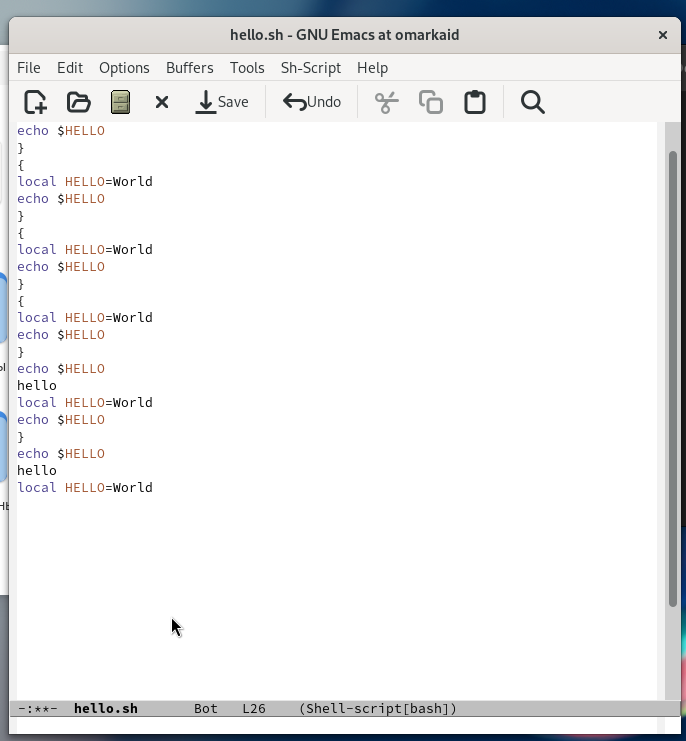 hello.sh - GNU Emacs at omarkaid
File Edit Options Buffers Tools Sh-Script Help
Save Undo
echo $HELLO
}
{
local HELLO=World
echo $HELLO
}
{
local HELLO=World
echo $HELLO
}
{
local HELLO=World
echo $HELLO
}
echo $HELLO
hello
local HELLO=World
echo $HELLO
}
echo $HELLO
hello
local HELLO=World
-:**- hello.sh Bot L26 (Shell-script[bash])